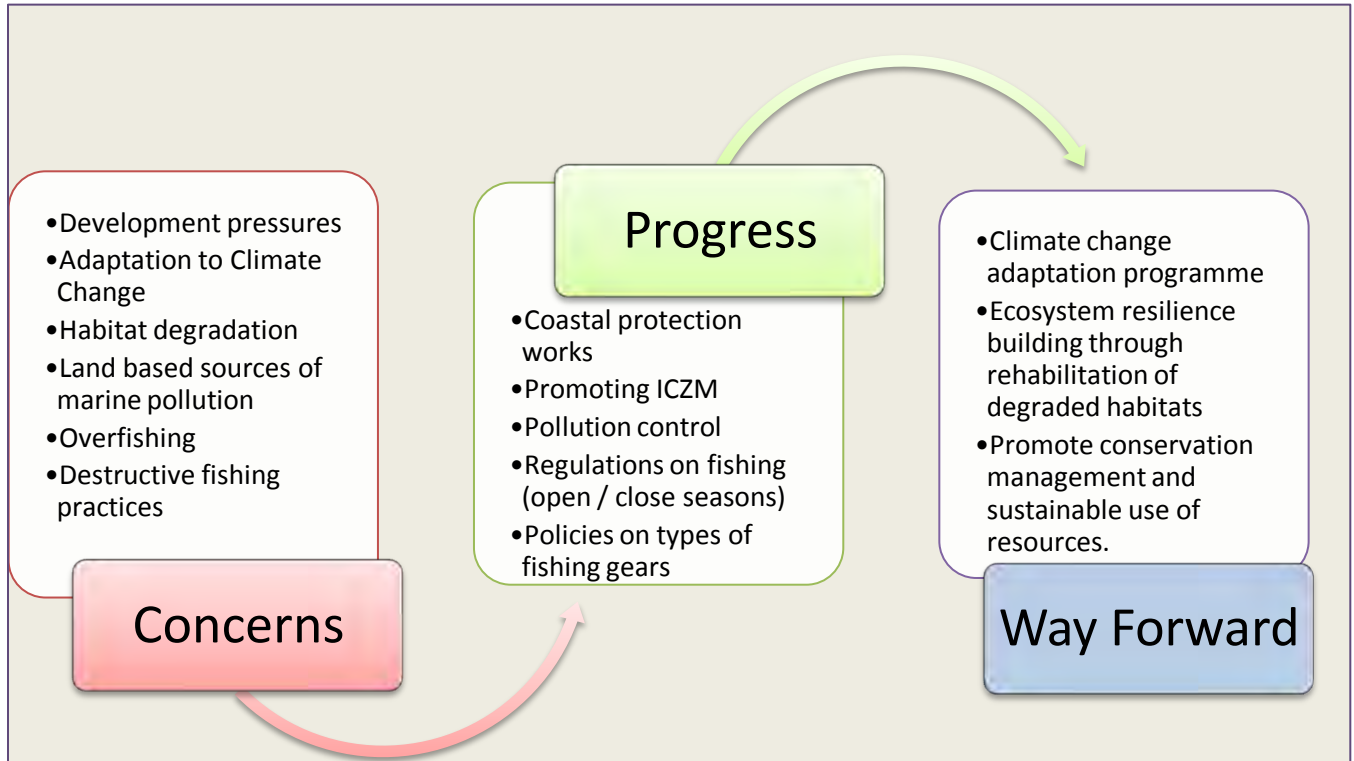 •Development pressures
•Adaptation to Climate
Change
•Habitat degradation
•Land based sources of
marine pollution
•Overfishing
•Destructive fishing
practices
Concerns
Progress
•Coastal protection
works
•Promoting ICZM
•Pollution control
•Regulations on fishing
(open / close seasons)
•Policies on types of
fishing gears
•Climate change
adaptation programme
•Ecosystem resilience
building through
rehabilitation of
degraded habitats
•Promote conservation
management and
sustainable use of
resources.
Way Forward